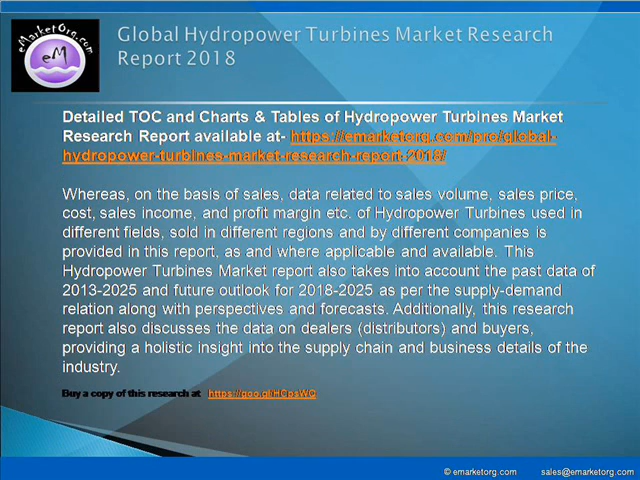 eMarketOrg.com
eM
Global Hydropower Turbines Market Research
Report 2018
Detailed TOC and Charts & Tables of Hydropower Turbines Market
Research Report available at- https://emarketorg.com/pro/global-
hydropower-turbines-market-research-report-2018/
Whereas, on the basis of sales, data related to sales volume, sales price,
cost, sales income, and profit margin etc. of Hydropower Turbines used in
different fields, sold in different regions and by different companies is
provided in this report, as and where applicable and available. This
Hydropower Turbines Market report also takes into account the past data of
2013-2025 and future outlook for 2018-2025 as per the supply-demand
relation along with perspectives and forecasts. Additionally, this research
report also discusses the data on dealers (distributors) and buyers,
providing a holistic insight into the supply chain and business details of the
industry.
Buy a copy of this research at
© emarketorg.com sales@emarketorg.com